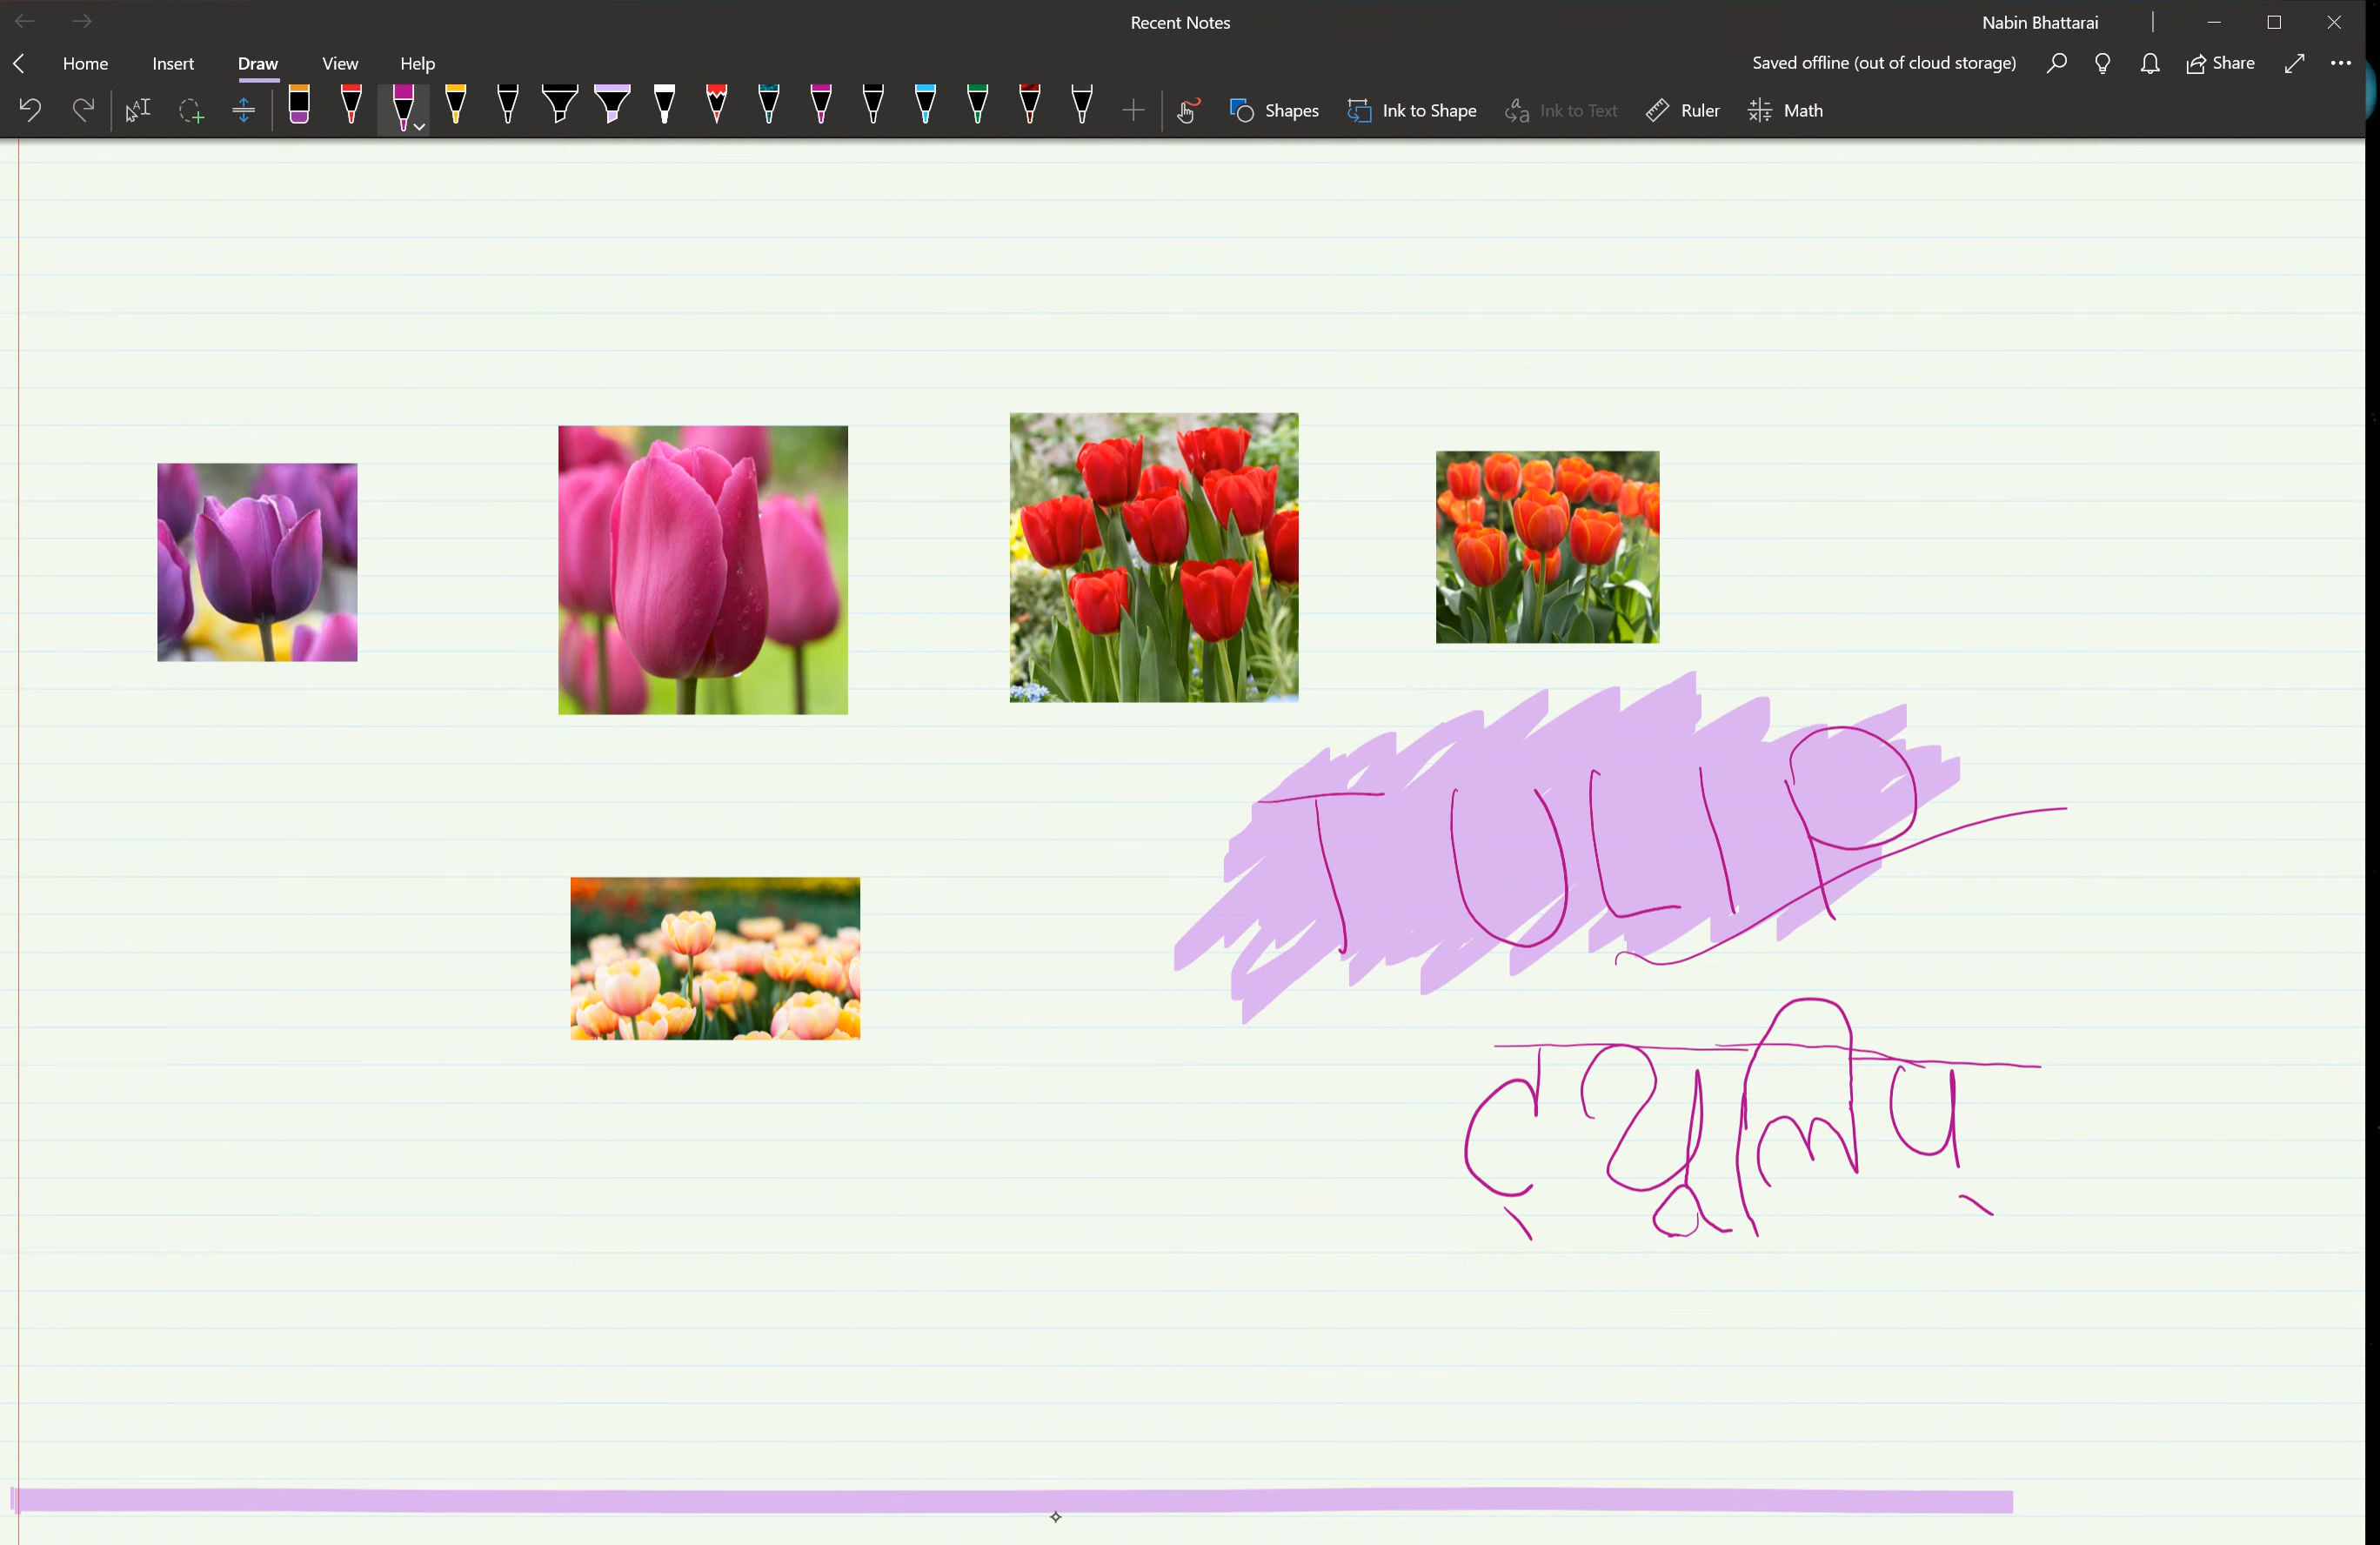 Recent Notes
Nabin Bhattarai
Home Insert Draw View Help
Saved offline (out of cloud storage)
Share
Shapes
Ink to Shape
Ink to Text
Ruler
Math
TULIP
ट्युलिप्